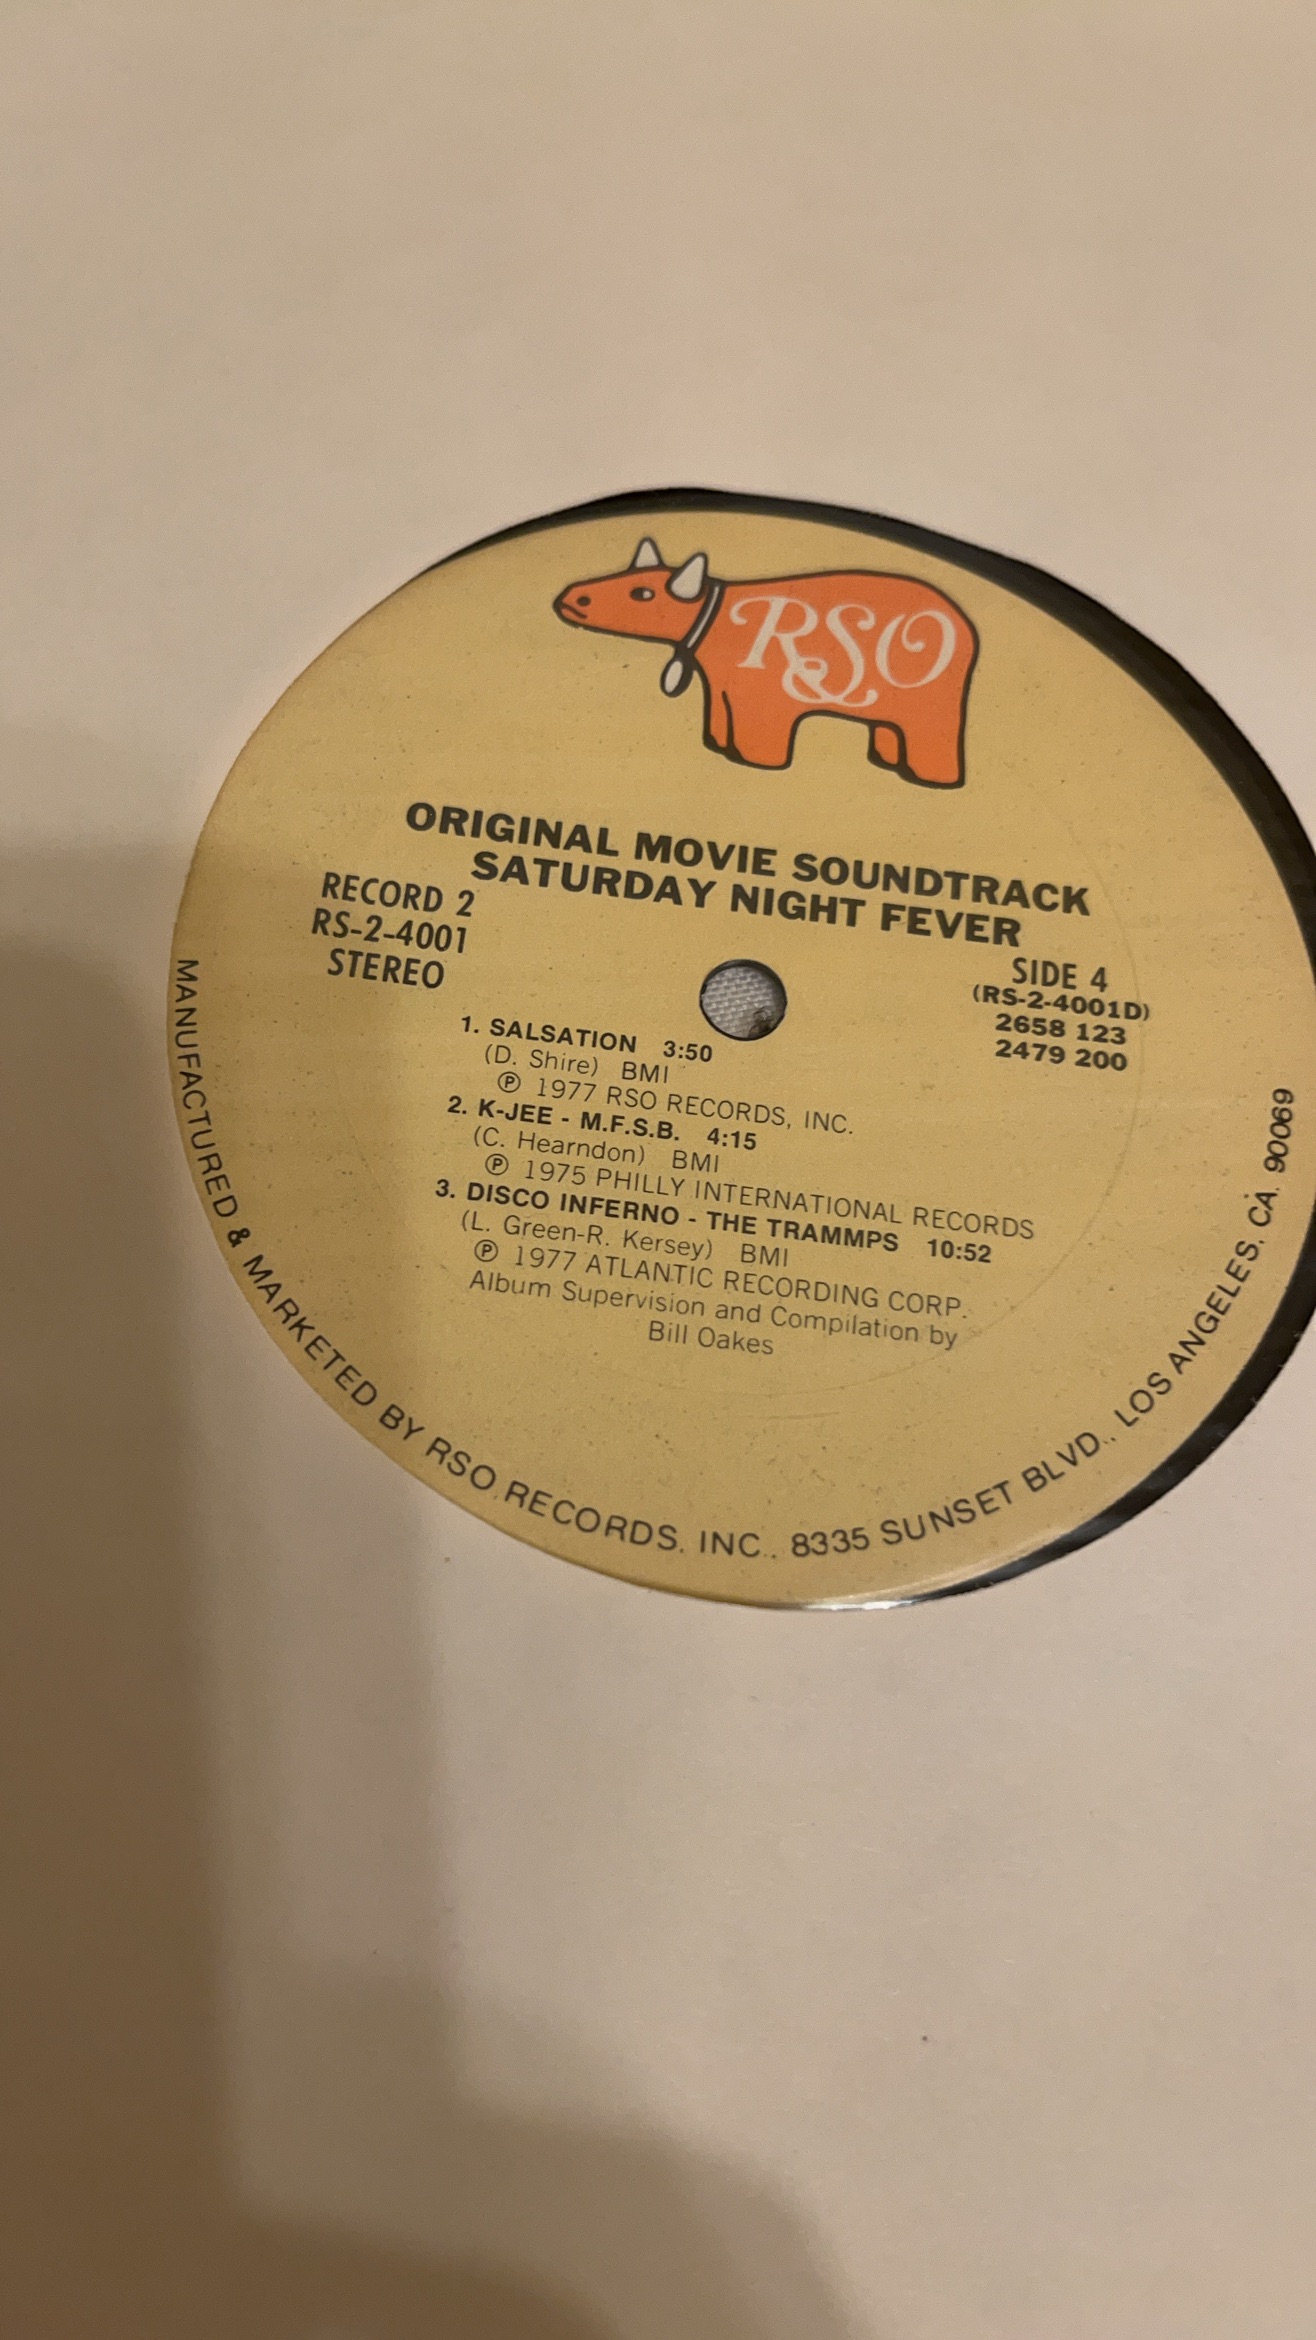 RSO
ORIGINAL MOVIE SOUNDTRACK
SATURDAY NIGHT FEVER
RECORD 2
RS-2-4001
STEREO
SIDE 4
(RS-2-4001D)
2658 123
2479 200
1. SALSATION 3:50
(D. Shire) BMI
Ⓟ 1977 RSO RECORDS, INC.
2. K-JEE - M.F.S.B. 4:15
(C. Hearndon) BMI
Ⓟ 1975 PHILLY INTERNATIONAL RECORDS
3. DISCO INFERNO - THE TRAMMPS 10:52
(L. Green-R. Kersey) BMI
Ⓟ 1977 ATLANTIC RECORDING CORP.
Album Supervision and Compilation by
Bill Oakes
MANUFACTURED & MARKETED BY RSO RECORDS, INC., 8335 SUNSET BLVD., LOS ANGELES, CA. 90069